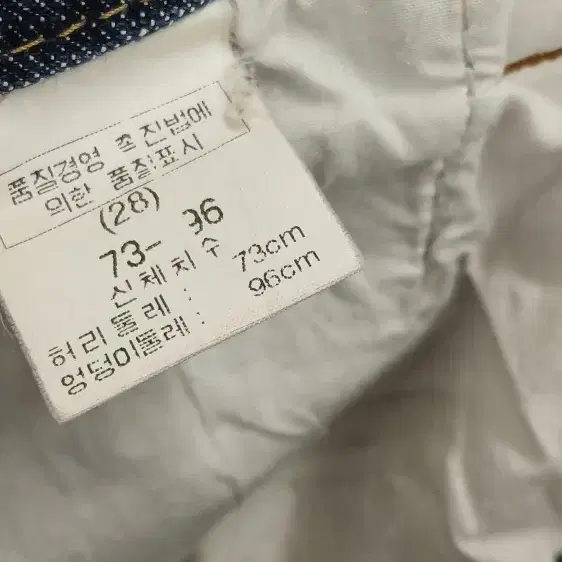 품질경영 촉진법에
의한 품질표시
(28)
73- 96
신체치수
허리둘레 : 73cm
엉덩이둘레 : 96cm